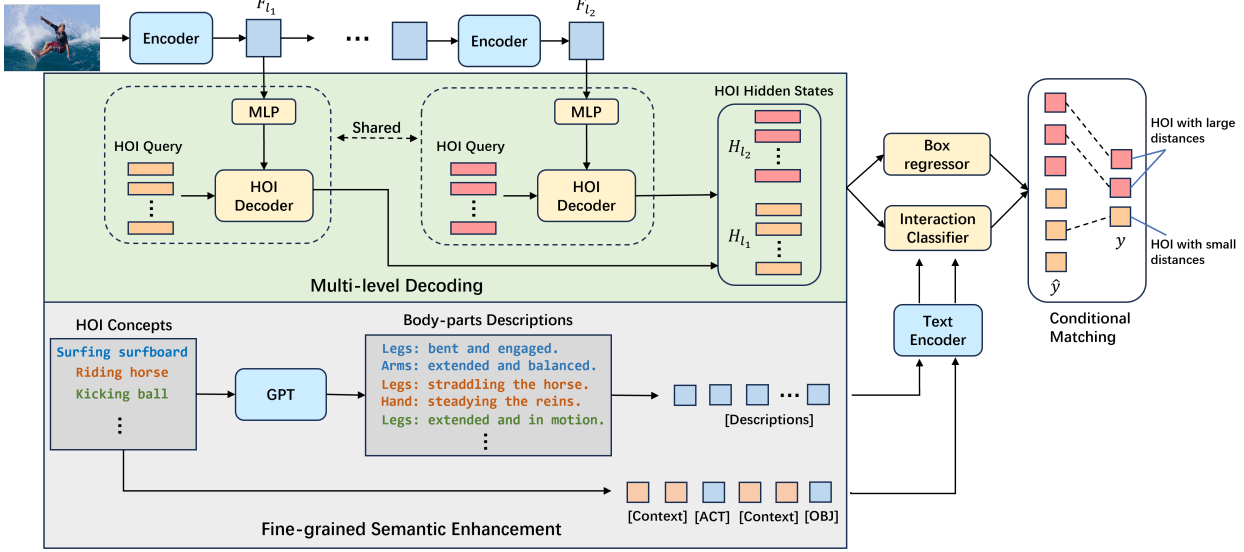 F_{l_1}
F_{l_2}
Encoder
...
Encoder
HOI Hidden States
MLP
MLP
Shared
HOI Query
HOI Query
HOI
Decoder
HOI
Decoder
H_{l_2}
H_{l_1}
Multi-level Decoding
Box
regressor
Interaction
Classifier
HOI with large
distances
HOI with small
distances
y
ŷ
Conditional
Matching
Text
Encoder
HOI Concepts
Surfing surfboard
Riding horse
Kicking ball
GPT
Body-parts Descriptions
Legs: bent and engaged.
Arms: extended and balanced.
Legs: straddling the horse.
Hand: steadying the reins.
Legs: extended and in motion.
...
[Descriptions]
[Context] [ACT] [Context] [OBJ]
Fine-grained Semantic Enhancement